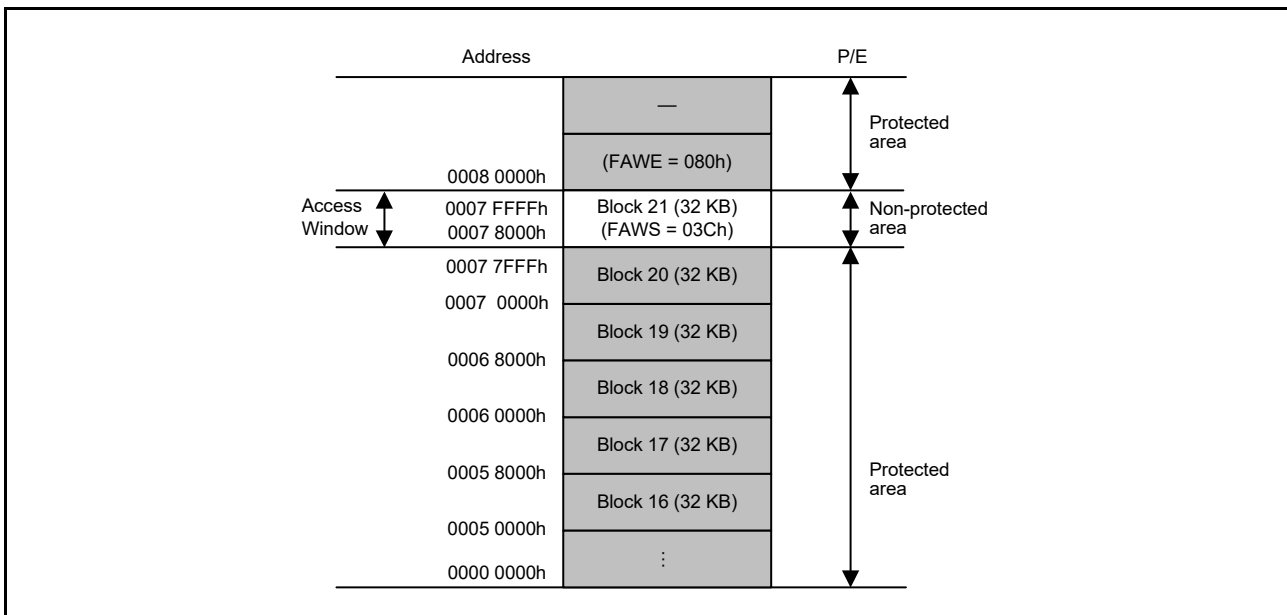 Address
P/E
—
Protected
area
(FAWE = 080h)
0008 0000h
Access
Window
0007 FFFFh
0007 8000h
Block 21 (32 KB)
(FAWS = 03Ch)
Non-protected
area
0007 7FFFh
Block 20 (32 KB)
0007 0000h
Block 19 (32 KB)
0006 8000h
Block 18 (32 KB)
0006 0000h
Block 17 (32 KB)
0005 8000h
Protected
area
Block 16 (32 KB)
0005 0000h
⋮
0000 0000h